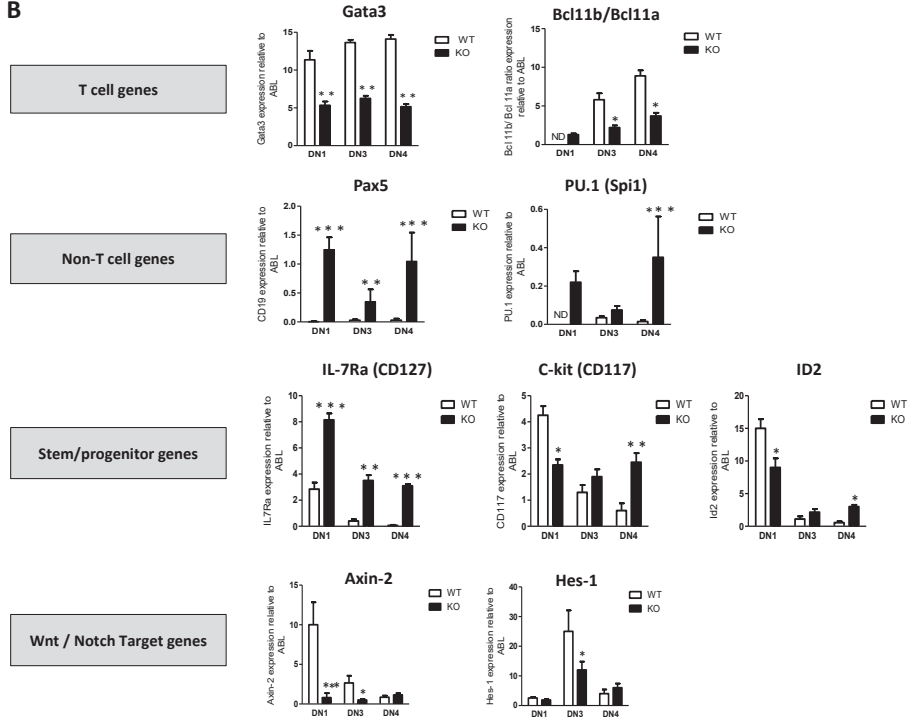 B
T cell genes
Gata3
Gata3 expression relative to
ABL
15
10
5
0
* *
* *
* *
DN1 DN3 DN4
WT
KO
Bcl11b/Bcl11a
Bcl 11b/ Bcl 11a ratio expression
relative to ABL
15
10
5
0
ND
*
*
DN1 DN3 DN4
WT
KO
Non-T cell genes
Pax5
CD19 expression relative to
ABL
2.0
1.5
1.0
0.5
0.0
* * *
* *
* * *
DN1 DN3 DN4
WT
KO
PU.1 (Spi1)
PU.1 expression relative to
ABL
0.6
0.4
0.2
0.0
ND
* * *
DN1 DN3 DN4
WT
KO
Stem/progenitor genes
IL-7Ra (CD127)
IL7Ra expression relative to
ABL
10
8
6
4
2
0
* * *
* *
* * *
DN1 DN3 DN4
WT
KO
C-kit (CD117)
CD117 expression relative to
ABL
5
4
3
2
1
0
*
* *
DN1 DN3 DN4
WT
KO
ID2
Id2 expression relative to
ABL
20
15
10
5
0
*
*
DN1 DN3 DN4
WT
KO
Wnt / Notch Target genes
Axin-2
Axin-2 expression relative to
ABL
15
10
5
0
***
*
DN1 DN3 DN4
WT
KO
Hes-1
Hes-1 expression relative to
ABL
40
30
20
10
0
*
DN1 DN3 DN4
WT
KO